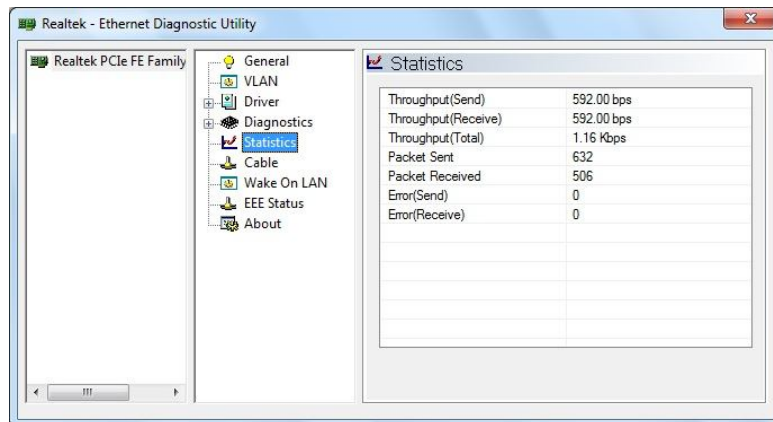 Realtek - Ethernet Diagnostic Utility
Realtek PCIe FE Family
General
VLAN
Driver
Diagnostics
Statistics
Cable
Wake On LAN
EEE Status
About
Statistics
Throughput(Send) 592.00 bps
Throughput(Receive) 592.00 bps
Throughput(Total) 1.16 Kbps
Packet Sent 632
Packet Received 506
Error(Send) 0
Error(Receive) 0